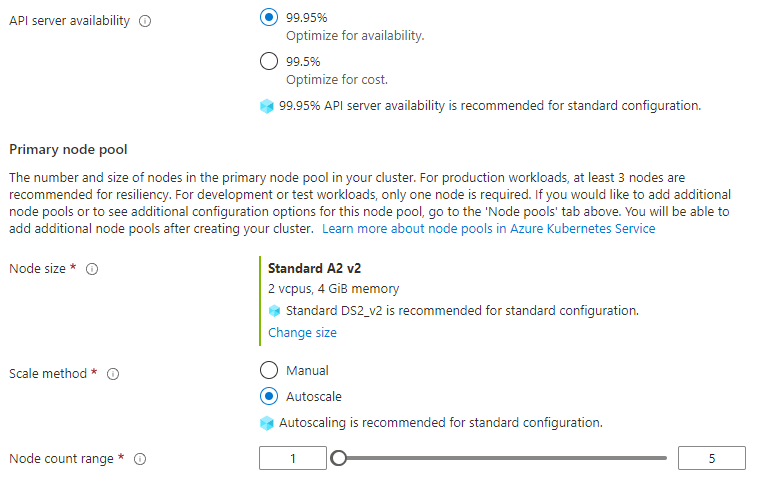 API server availability
99.95%
Optimize for availability.
99.5%
Optimize for cost.
99.95% API server availability is recommended for standard configuration.
Primary node pool
The number and size of nodes in the primary node pool in your cluster. For production workloads, at least 3 nodes are
recommended for resiliency. For development or test workloads, only one node is required. If you would like to add additional
node pools or to see additional configuration options for this node pool, go to the 'Node pools' tab above. You will be able to
add additional node pools after creating your cluster. Learn more about node pools in Azure Kubernetes Service
Node size *
Standard A2 v2
2 vcpus, 4 GiB memory
Standard DS2_v2 is recommended for standard configuration.
Change size
Scale method *
Manual
Autoscale
Autoscaling is recommended for standard configuration.
Node count range * 1 5